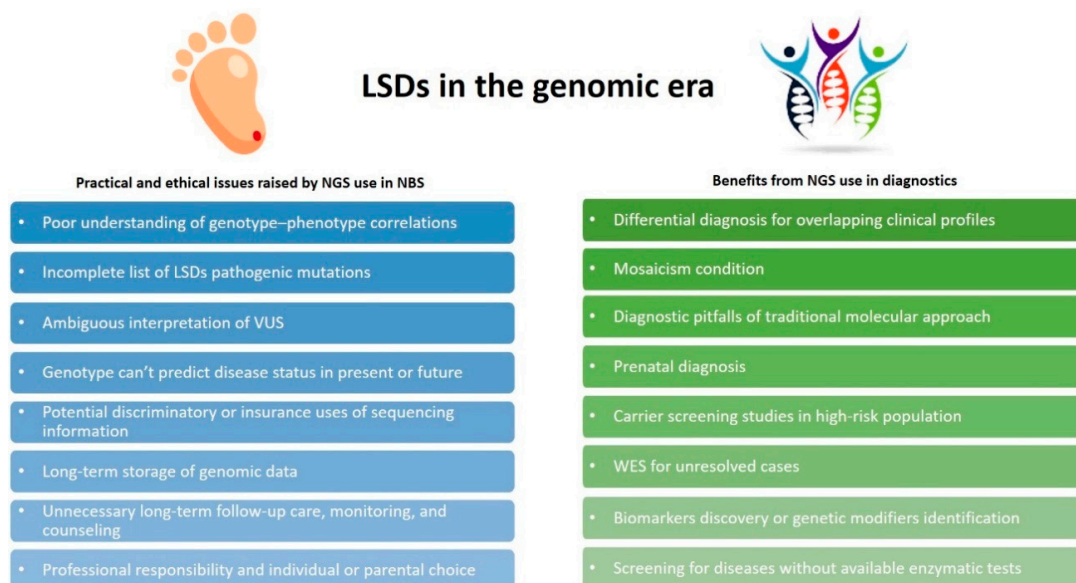 LSDs in the genomic era
Practical and ethical issues raised by NGS use in NBS
• Poor understanding of genotype–phenotype correlations
• Incomplete list of LSDs pathogenic mutations
• Ambiguous interpretation of VUS
• Genotype can't predict disease status in present or future
• Potential discriminatory or insurance uses of sequencing
information
• Long-term storage of genomic data
• Unnecessary long-term follow-up care, monitoring, and
counseling
• Professional responsibility and individual or parental choice
Benefits from NGS use in diagnostics
• Differential diagnosis for overlapping clinical profiles
• Mosaicism condition
• Diagnostic pitfalls of traditional molecular approach
• Prenatal diagnosis
• Carrier screening studies in high-risk population
• WES for unresolved cases
• Biomarkers discovery or genetic modifiers identification
• Screening for diseases without available enzymatic tests